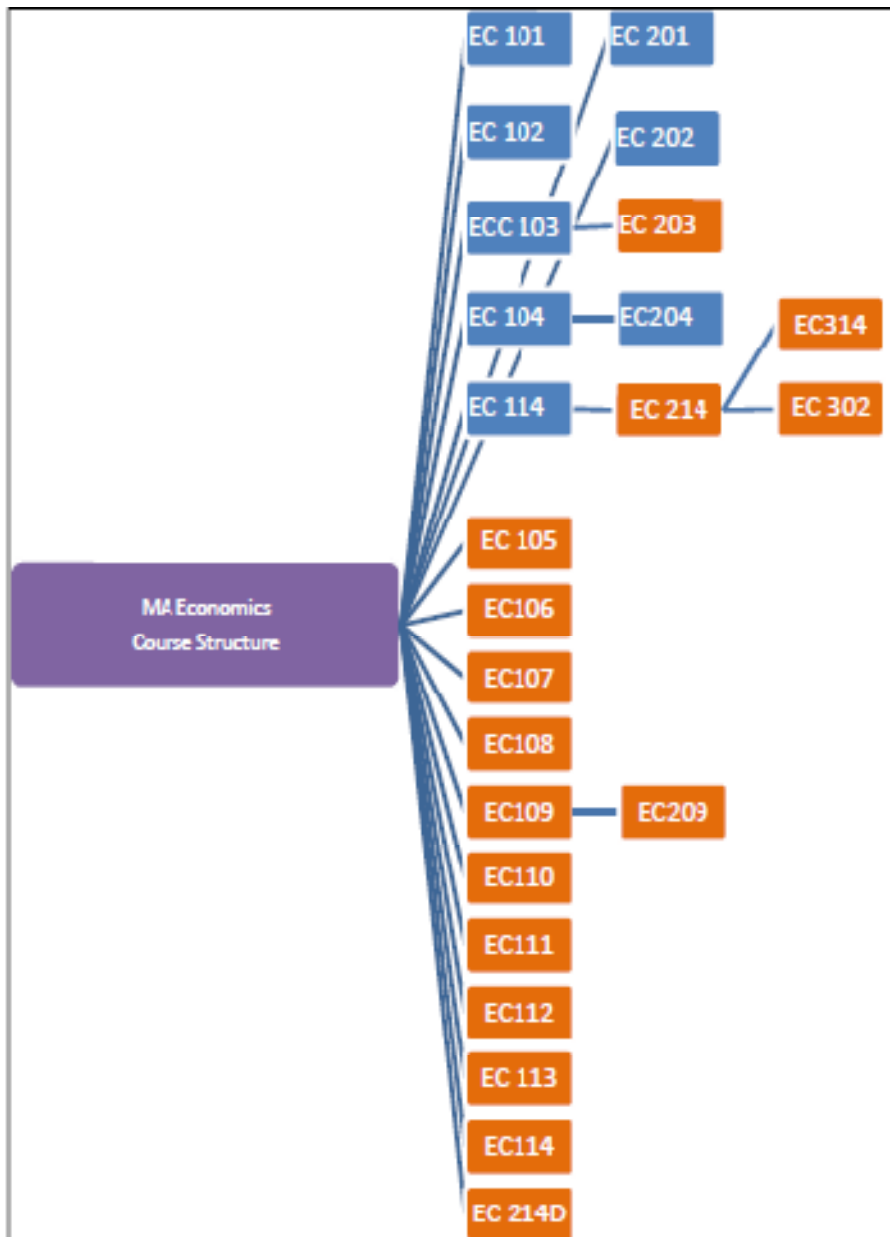 EC 101
EC 201
EC 102
EC 202
ECC 103
EC 203
EC 104
EC204
EC314
EC 114
EC 214
EC 302
EC 105
MA Economics
Course Structure
EC106
EC107
EC108
EC109
EC209
EC110
EC111
EC112
EC 113
EC114
EC 214D